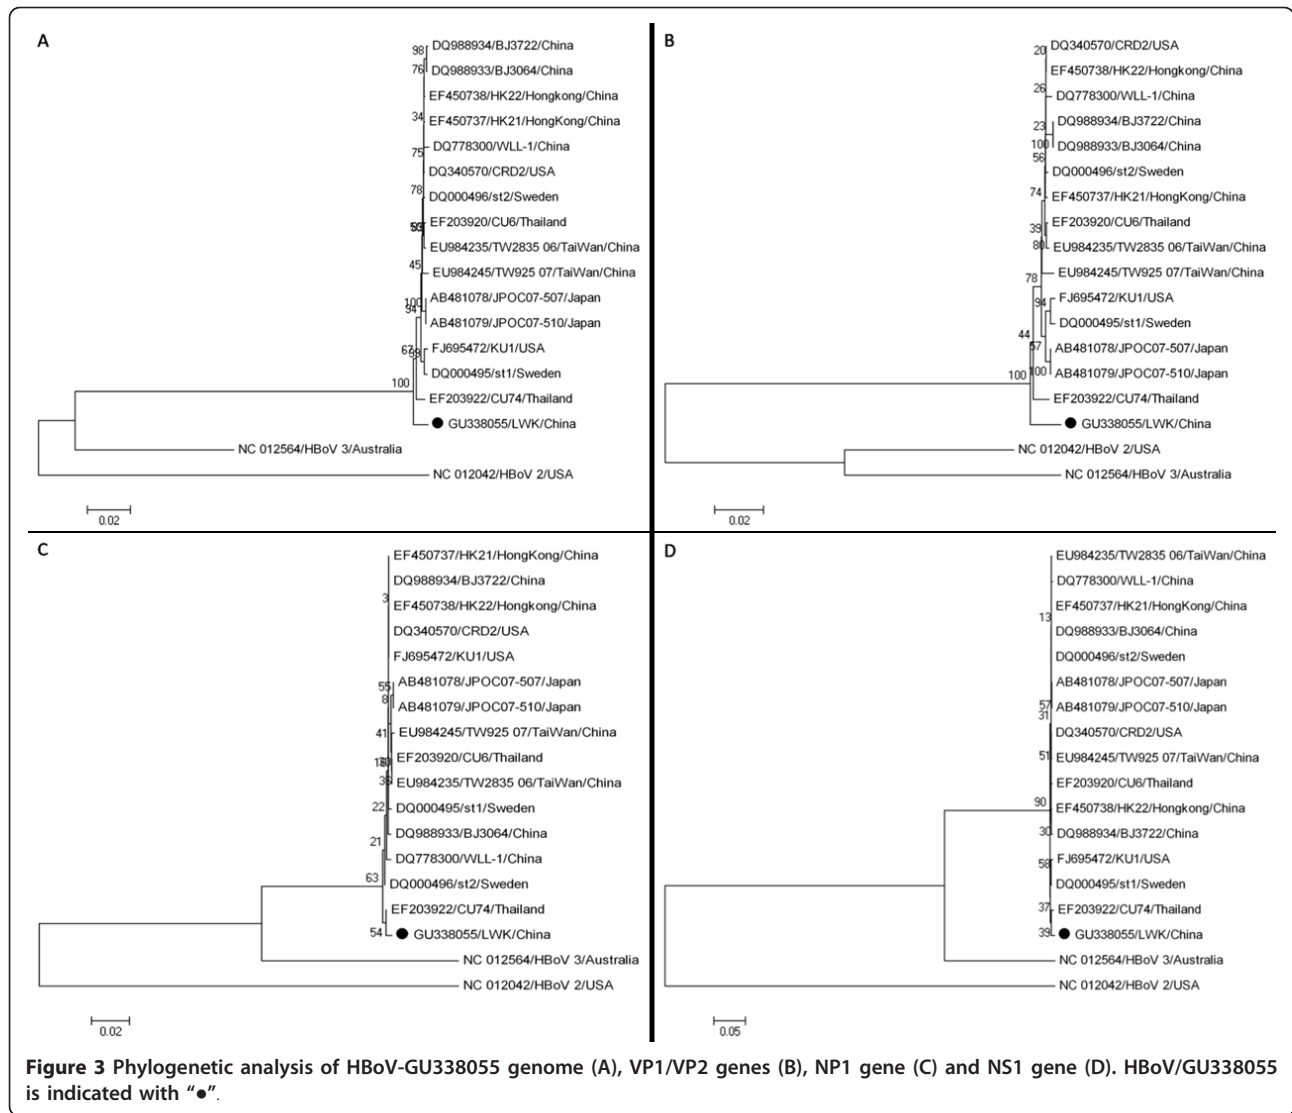 A
98
DQ988934/BJ3722/China
76
DQ988933/BJ3064/China
EF450738/HK22/Hongkong/China
34
EF450737/HK21/HongKong/China
75
DQ778300/WLL-1/China
DQ340570/CRD2/USA
78
DQ000496/st2/Sweden
EF203920/CU6/Thailand
EU984235/TW2835 06/TaiWan/China
45
EU984245/TW925 07/TaiWan/China
100
AB481078/JPOC07-507/Japan
94
AB481079/JPOC07-510/Japan
67
FJ695472/KU1/USA
99
DQ000495/st1/Sweden
100
EF203922/CU74/Thailand
● GU338055/LWK/China
NC 012564/HBoV 3/Australia
NC 012042/HBoV 2/USA
0.02
B
20
DQ340570/CRD2/USA
EF450738/HK22/Hongkong/China
26
DQ778300/WLL-1/China
23
DQ988934/BJ3722/China
100
DQ988933/BJ3064/China
56
DQ000496/st2/Sweden
74
EF450737/HK21/HongKong/China
39
EF203920/CU6/Thailand
80
EU984235/TW2835 06/TaiWan/China
78
EU984245/TW925 07/TaiWan/China
94
FJ695472/KU1/USA
DQ000495/st1/Sweden
44
57
AB481078/JPOC07-507/Japan
100
100
AB481079/JPOC07-510/Japan
EF203922/CU74/Thailand
● GU338055/LWK/China
NC 012042/HBoV 2/USA
NC 012564/HBoV 3/Australia
0.02
C
EF450737/HK21/HongKong/China
DQ988934/BJ3722/China
3
EF450738/HK22/Hongkong/China
DQ340570/CRD2/USA
FJ695472/KU1/USA
55
AB481078/JPOC07-507/Japan
8
AB481079/JPOC07-510/Japan
41
EU984245/TW925 07/TaiWan/China
EF203920/CU6/Thailand
EU984235/TW2835 06/TaiWan/China
22
DQ000495/st1/Sweden
21
DQ988933/BJ3064/China
DQ778300/WLL-1/China
63
DQ000496/st2/Sweden
EF203922/CU74/Thailand
54
● GU338055/LWK/China
NC 012564/HBoV 3/Australia
NC 012042/HBoV 2/USA
0.02
D
EU984235/TW2835 06/TaiWan/China
DQ778300/WLL-1/China
EF450737/HK21/HongKong/China
13
DQ988933/BJ3064/China
DQ000496/st2/Sweden
AB481078/JPOC07-507/Japan
57
AB481079/JPOC07-510/Japan
31
DQ340570/CRD2/USA
51
EU984245/TW925 07/TaiWan/China
EF203920/CU6/Thailand
90
EF450738/HK22/Hongkong/China
30
DQ988934/BJ3722/China
58
FJ695472/KU1/USA
DQ000495/st1/Sweden
37
EF203922/CU74/Thailand
39
● GU338055/LWK/China
NC 012564/HBoV 3/Australia
NC 012042/HBoV 2/USA
0.05
Figure 3 Phylogenetic analysis of HBoV-GU338055 genome (A), VP1/VP2 genes (B), NP1 gene (C) and NS1 gene (D). HBoV/GU338055
is indicated with “●”.